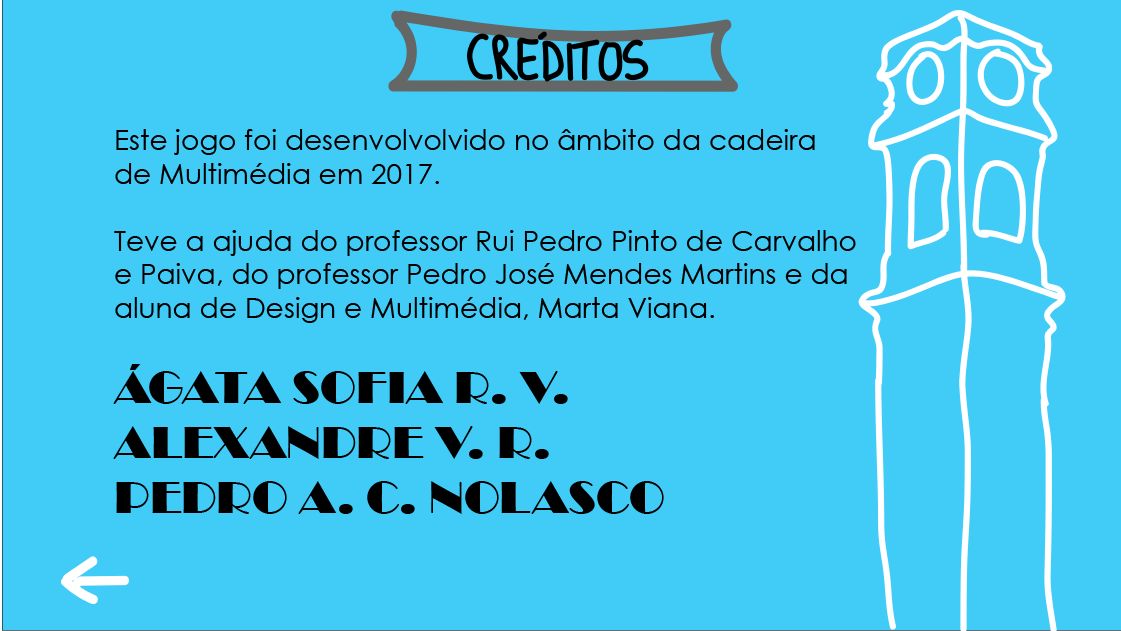 CRÉDITOS
Este jogo foi desenvolvolvido no âmbito da cadeira
de Multimédia em 2017.
Teve a ajuda do professor Rui Pedro Pinto de Carvalho
e Paiva, do professor Pedro José Mendes Martins e da
aluna de Design e Multimédia, Marta Viana.
ÁGATA SOFIA R. V.
ALEXANDRE V. R.
PEDRO A. C. NOLASCO